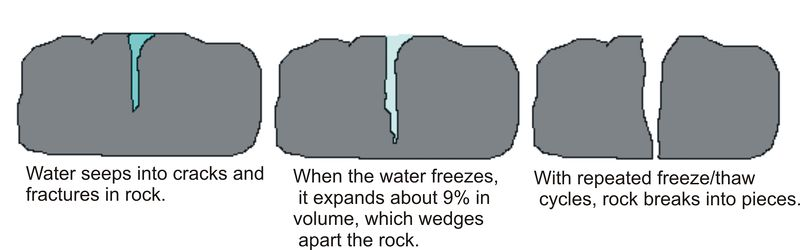 Water seeps into cracks and
fractures in rock.
When the water freezes,
it expands about 9% in
volume, which wedges
apart the rock.
With repeated freeze/thaw
cycles, rock breaks into pieces.